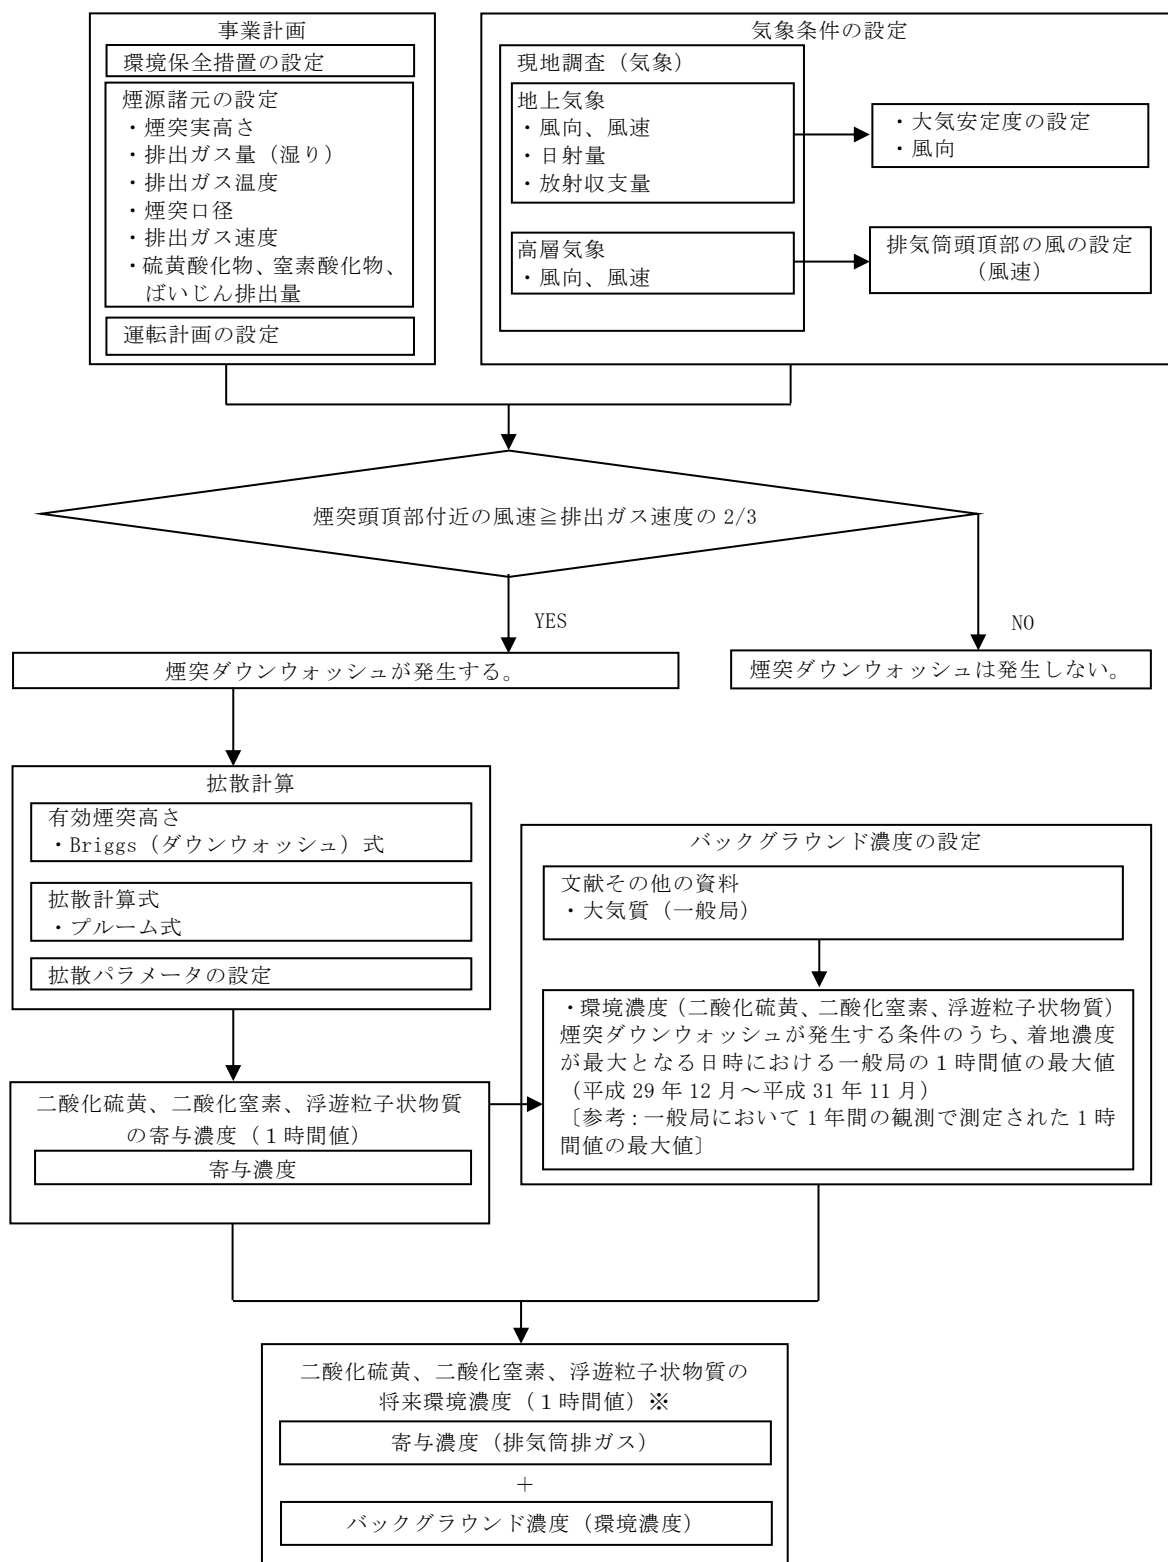 事業計画
環境保全措置の設定
煙源諸元の設定
・煙突実高さ
・排出ガス量（湿り）
・排出ガス温度
・煙突口径
・排出ガス速度
・硫黄酸化物、窒素酸化物、
ばいじん排出量
運転計画の設定
気象条件の設定
現地調査（気象）
地上気象
・風向、風速
・日射量
・放射収支量
・大気安定度の設定
・風向
高層気象
・風向、風速
排気筒頭頂部の風の設定
（風速）
煙突頭頂部付近の風速≧排出ガス速度の 2/3
YES
NO
煙突ダウンウォッシュが発生する。
煙突ダウンウォッシュは発生しない。
拡散計算
有効煙突高さ
・Briggs（ダウンウォッシュ）式
拡散計算式
・プルーム式
拡散パラメータの設定
バックグラウンド濃度の設定
文献その他の資料
・大気質（一般局）
・環境濃度（二酸化硫黄、二酸化窒素、浮遊粒子状物質）
煙突ダウンウォッシュが発生する条件のうち、着地濃度
が最大となる日時における一般局の１時間値の最大値
（平成 29 年 12 月～平成 31 年 11 月）
〔参考：一般局において 1 年間の観測で測定された 1 時
間値の最大値〕
二酸化硫黄、二酸化窒素、浮遊粒子状物質
の寄与濃度（１時間値）
寄与濃度
二酸化硫黄、二酸化窒素、浮遊粒子状物質の
将来環境濃度（１時間値）※
寄与濃度（排気筒排ガス）
＋
バックグラウンド濃度（環境濃度）